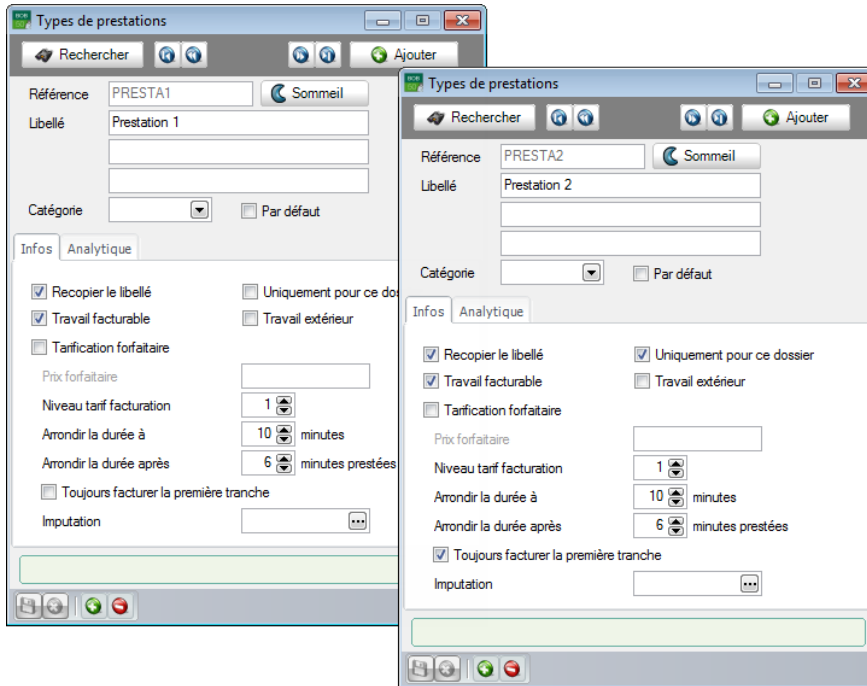 Types de prestations
Rechercher
Ajouter
Référence PRESTA1 Sommeil
Libellé Prestation 1
Catégorie Par défaut
Infos Analytique
Recopier le libellé Uniquement pour ce dos
Travail facturable Travail extérieur
Tarification forfaitaire
Prix forfaitaire
Niveau tarif facturation 1
Arrondir la durée à 10 minutes
Arrondir la durée après 6 minutes prestées
Toujours facturer la première tranche
Imputation ...
Types de prestations
Rechercher
Ajouter
Référence PRESTA2 Sommeil
Libellé Prestation 2
Catégorie Par défaut
Infos Analytique
Recopier le libellé Uniquement pour ce dossier
Travail facturable Travail extérieur
Tarification forfaitaire
Prix forfaitaire
Niveau tarif facturation 1
Arrondir la durée à 10 minutes
Arrondir la durée après 6 minutes prestées
Toujours facturer la première tranche
Imputation ...